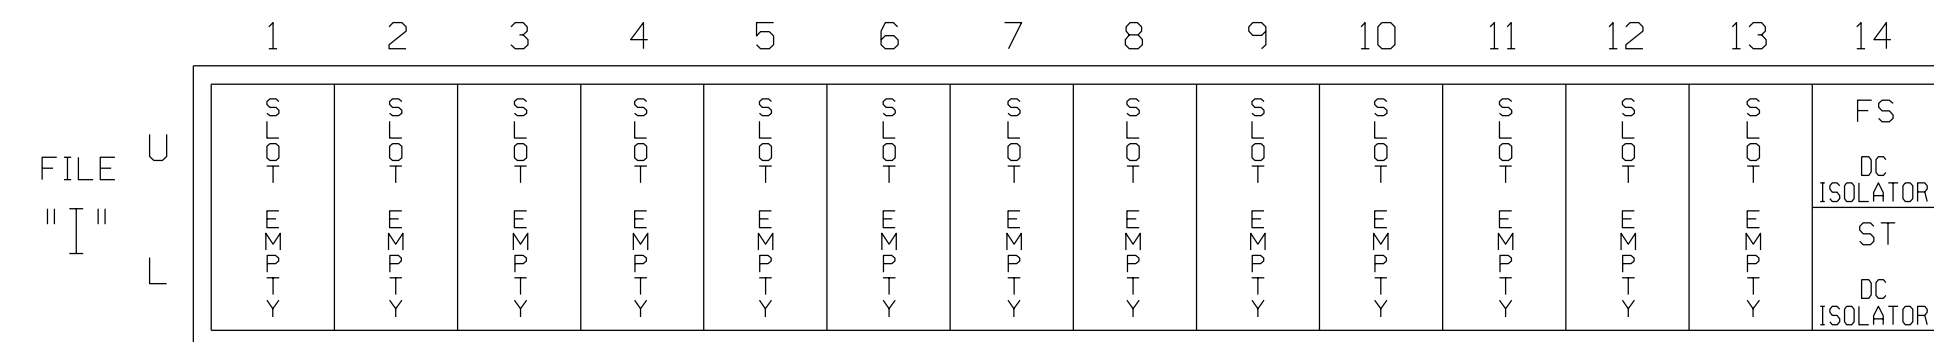 1 2 3 4 5 6 7 8 9 10 11 12 13 14
FILE
"I"
U
L
SLOT EMPTY
SLOT EMPTY
SLOT EMPTY
SLOT EMPTY
SLOT EMPTY
SLOT EMPTY
SLOT EMPTY
SLOT EMPTY
SLOT EMPTY
SLOT EMPTY
SLOT EMPTY
SLOT EMPTY
SLOT EMPTY
FS
DC
ISOLATOR
ST
DC
ISOLATOR